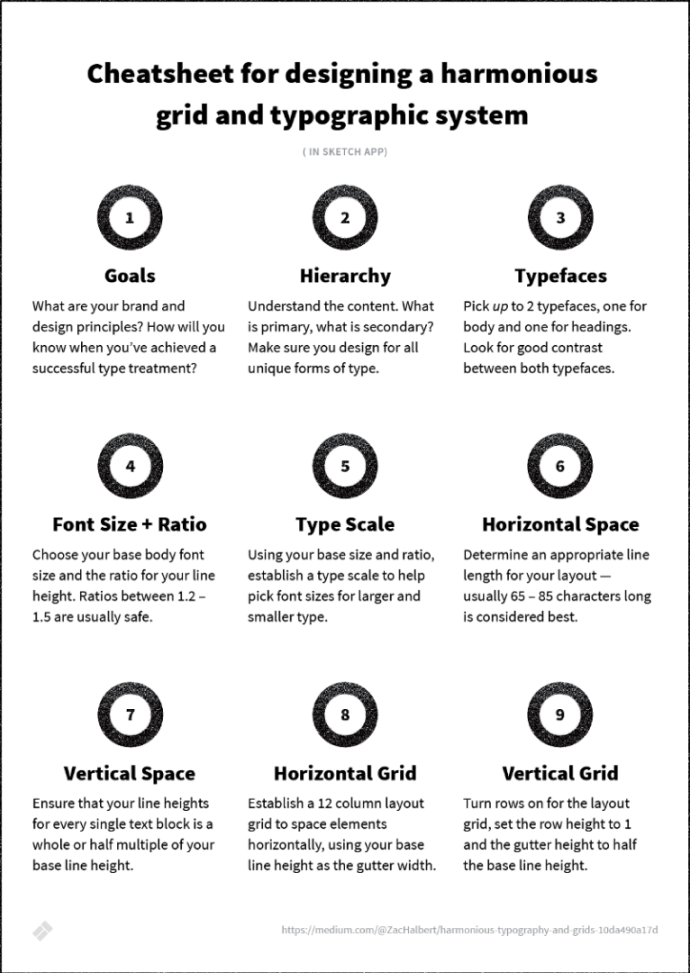 Cheatsheet for designing a harmonious
grid and typographic system
( IN SKETCH APP)
1
Goals
What are your brand and
design principles? How will you
know when you've achieved a
successful type treatment?
2
Hierarchy
Understand the content. What
is primary, what is secondary?
Make sure you design for all
unique forms of type.
3
Typefaces
Pick up to 2 typefaces, one for
body and one for headings.
Look for good contrast
between both typefaces.
4
Font Size + Ratio
Choose your base body font
size and the ratio for your line
height. Ratios between 1.2 –
1.5 are usually safe.
5
Type Scale
Using your base size and ratio,
establish a type scale to help
pick font sizes for larger and
smaller type.
6
Horizontal Space
Determine an appropriate line
length for your layout —
usually 65 – 85 characters long
is considered best.
7
Vertical Space
Ensure that your line heights
for every single text block is a
whole or half multiple of your
base line height.
8
Horizontal Grid
Establish a 12 column layout
grid to space elements
horizontally, using your base
line height as the gutter width.
9
Vertical Grid
Turn rows on for the layout
grid, set the row height to 1
and the gutter height to half
the base line height.
https://medium.com/@ZacHalbert/harmonious-typography-and-grids-10da490a17d